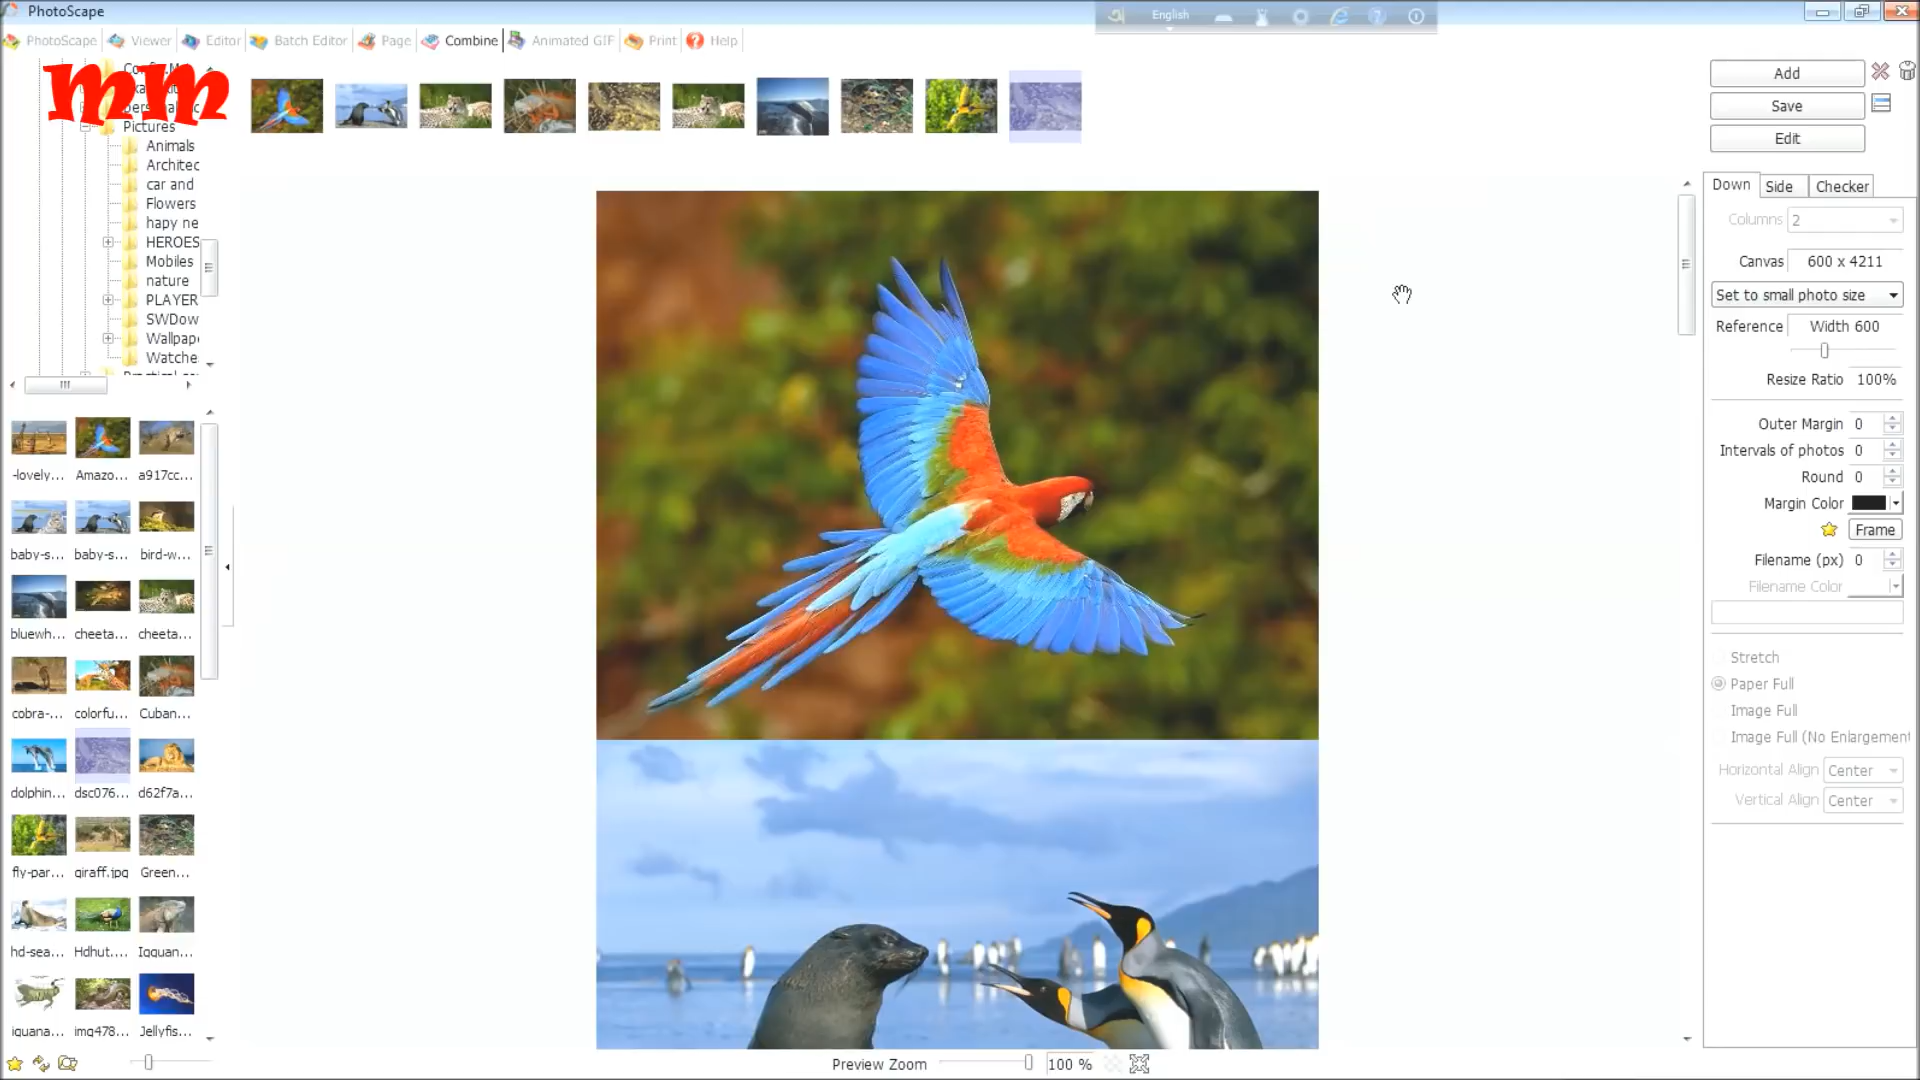 PhotoScape
English
PhotoScape
Viewer
Editor
Batch Editor
Page
Combine
Animated GIF
Print
Help
mm
Pictures
Animals
Architec
car and
Flowers
hapy ne
HEROES
Mobiles
nature
PLAYER
SWDow
Wallpap
Watche
-lovely...
Amazo...
a917cc...
baby-s...
baby-s...
bird-w...
bluewh...
cheeta...
cheeta...
cobra-...
colorfu...
Cuban...
dolphin...
dsc076...
d62f7a...
fly-par...
giraff.jpg
Green...
hd-sea...
Hdhut....
Iguan...
iguana...
img478...
Jellyfis...
Preview Zoom
100 %
Add
Save
Edit
Down
Side
Checker
Columns 2
Canvas 600 x 4211
Set to small photo size
Reference Width 600
Resize Ratio 100%
Outer Margin 0
Intervals of photos 0
Round 0
Margin Color
Frame
Filename (px) 0
Filename Color
Stretch
Paper Full
Image Full
Image Full (No Enlargement
Horizontal Align Center
Vertical Align Center